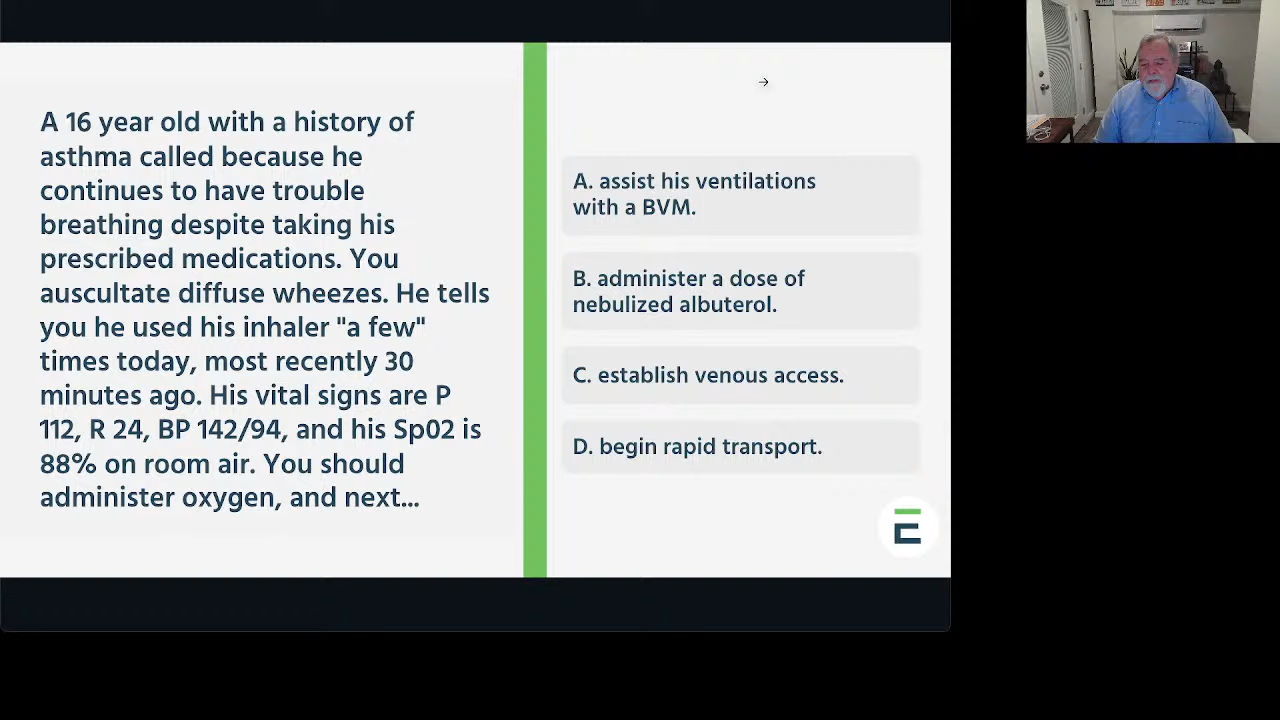 A 16 year old with a history of
asthma called because he
continues to have trouble
breathing despite taking his
prescribed medications. You
auscultate diffuse wheezes. He tells
you he used his inhaler "a few"
times today, most recently 30
minutes ago. His vital signs are P
112, R 24, BP 142/94, and his Sp02 is
88% on room air. You should
administer oxygen, and next...
A. assist his ventilations
with a BVM.
B. administer a dose of
nebulized albuterol.
C. establish venous access.
D. begin rapid transport.